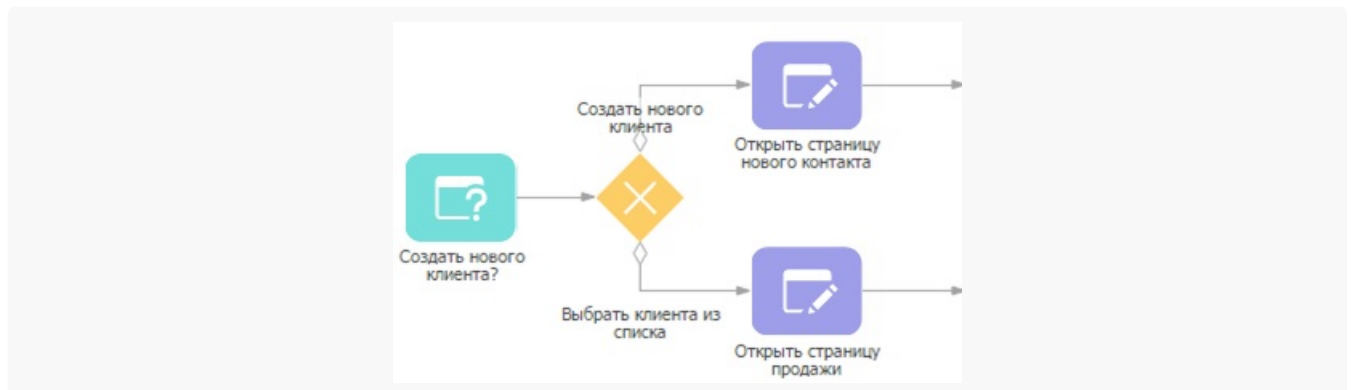 Создать нового
клиента
Открыть страницу
нового контакта
Создать нового
клиента?
Выбрать клиента из
списка
Открыть страницу
продажи